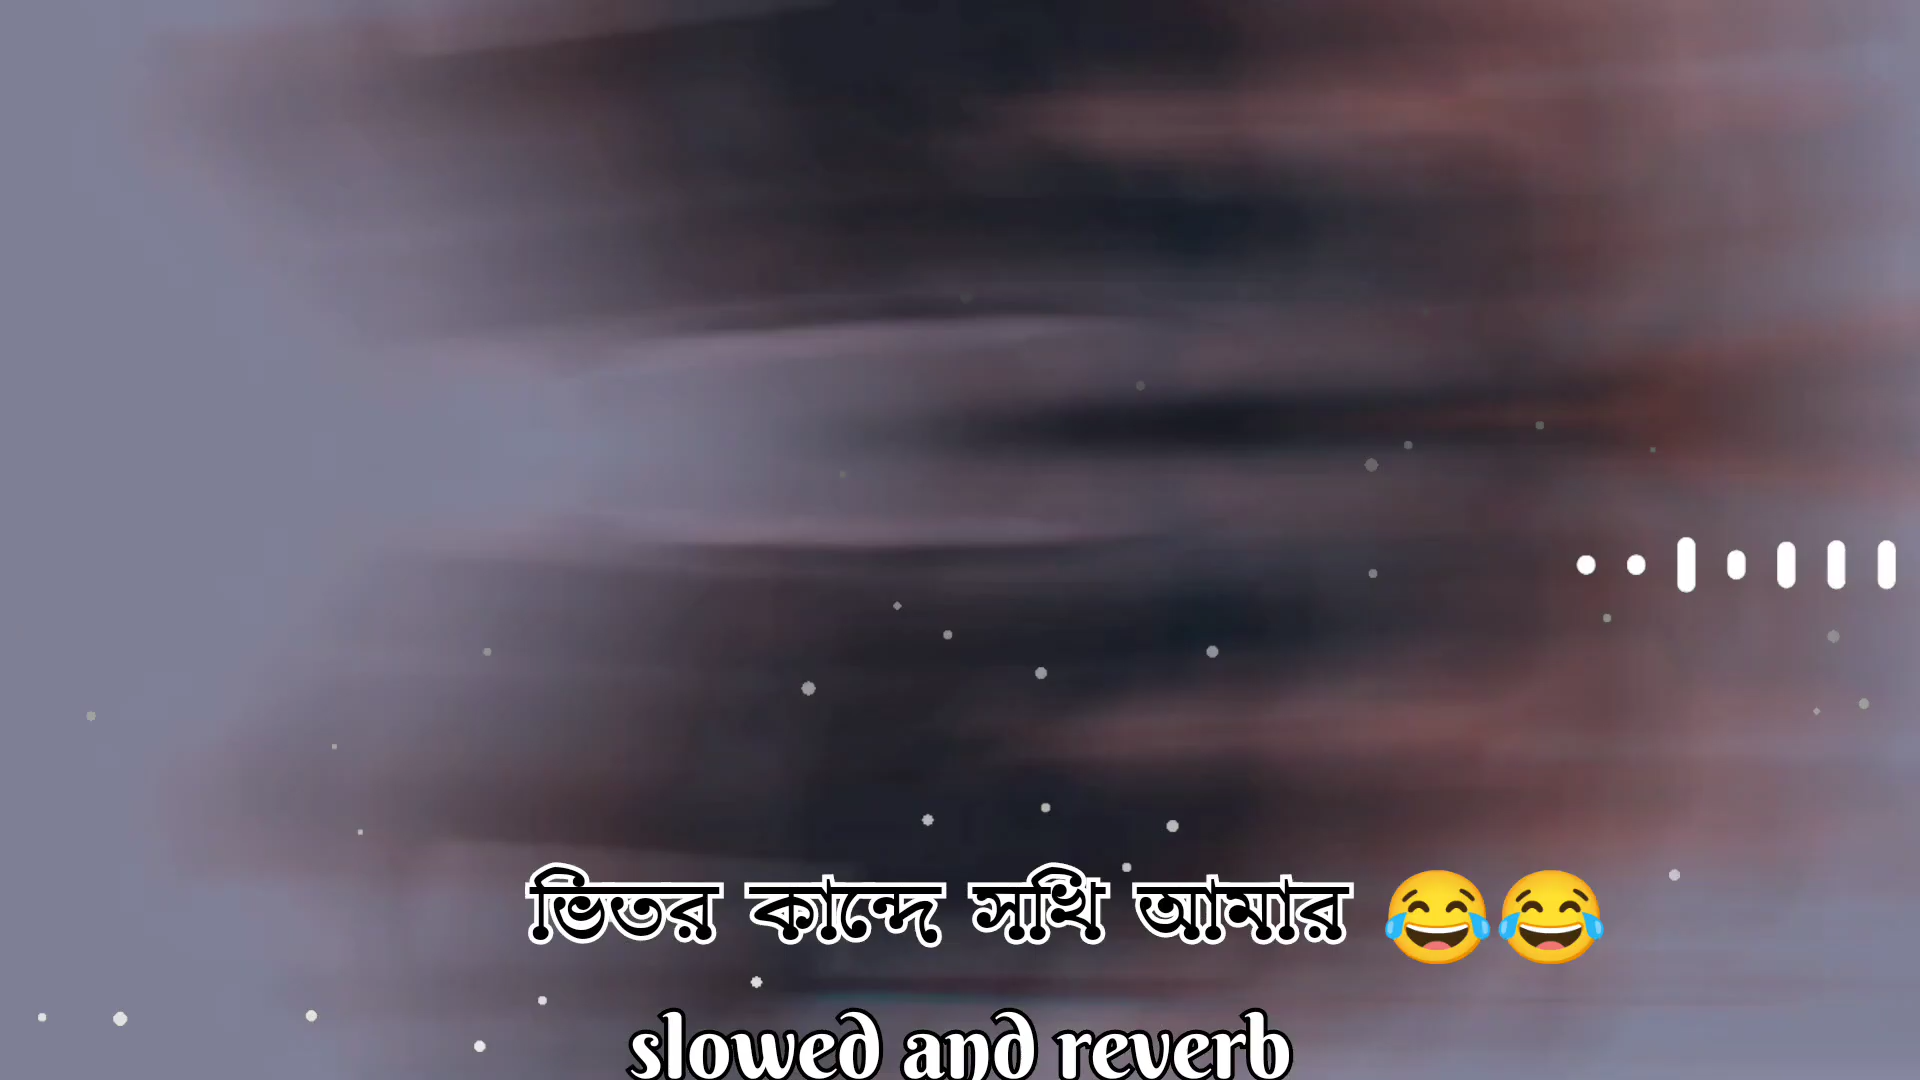 ভিতর কান্দে সখি আমার 😂😂
slowed and reverb